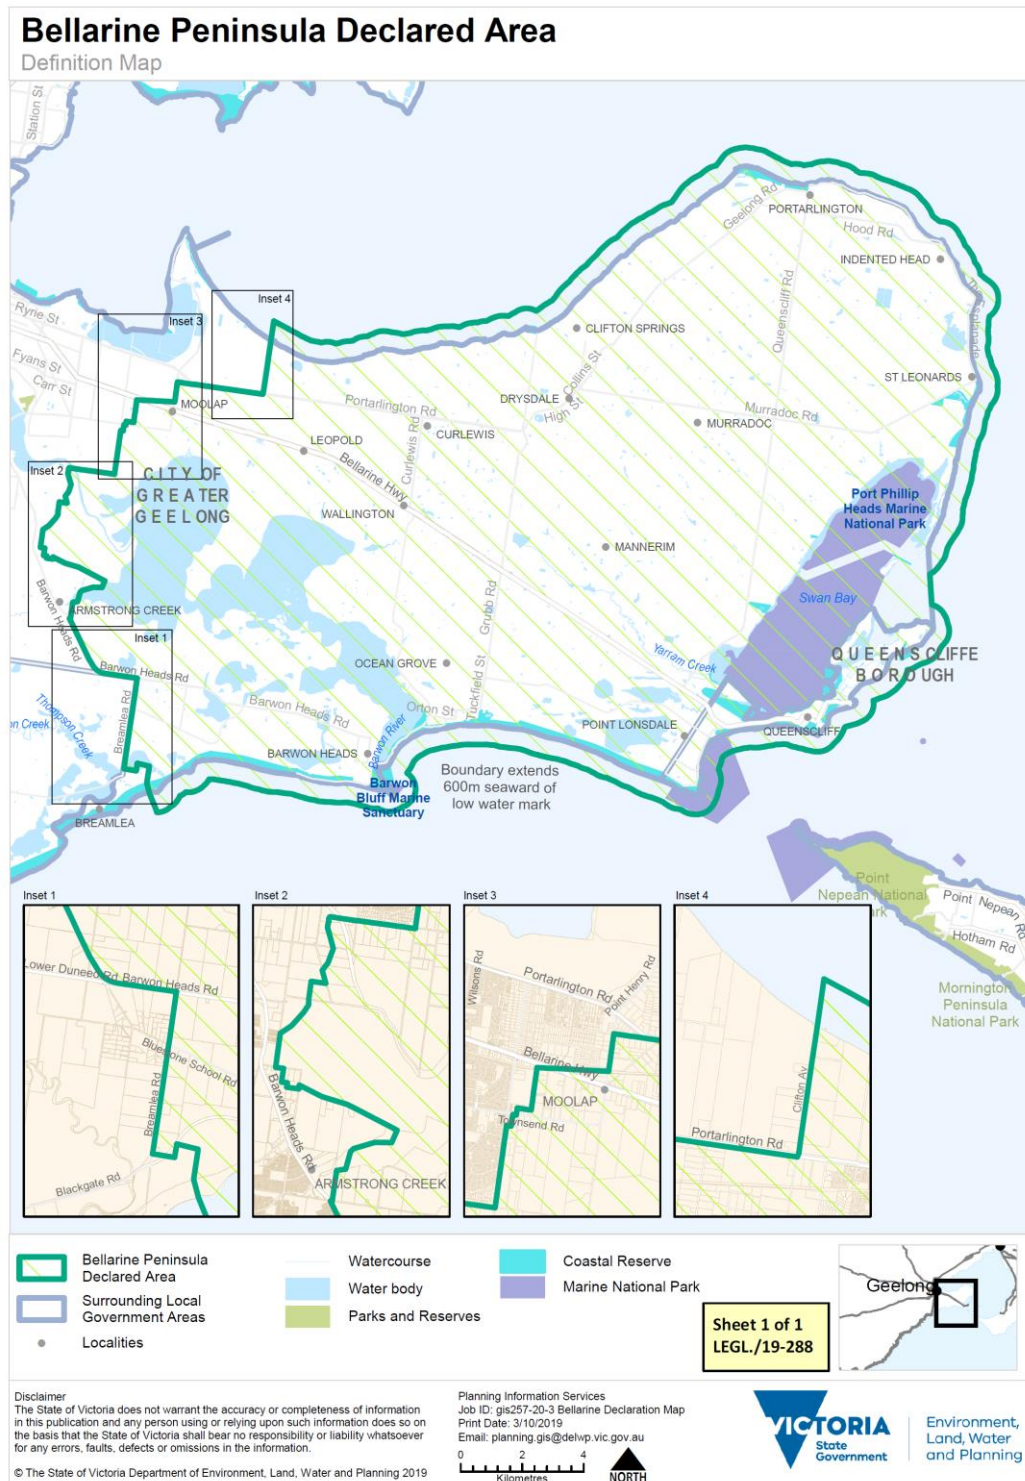 Bellarine Peninsula Declared Area
Definition Map
Station St
Geelong Rd
PORTARLINGTON
Hood Rd
INDENTED HEAD
The Esplanade
Queenscliff Rd
Inset 4
Inset 3
Ryrie St
CLIFTON SPRINGS
Fyans St
Carr St
Collins St
ST LEONARDS
MOOLAP
Portarlington Rd
DRYSDALE
High St
Murradoc Rd
CURLEWIS
MURRADOC
LEOPOLD
Curlewis Rd
Bellarine Hwy
Inset 2
CITY OF
GREATER
GEELONG
WALLINGTON
Port Phillip
Heads Marine
National Park
MANNERIM
Barwon Heads Rd
ARMSTRONG CREEK
Swan Bay
Grubb Rd
Inset 1
Yarram Creek
QUEENSCLIFFE
BOROUGH
Barwon Heads Rd
OCEAN GROVE
Tuckfield St
Breamlea Rd
Thompson Creek
on Creek
Barwon Heads Rd
Orton St
POINT LONSDALE
QUEENSCLIFF
Barwon River
BARWON HEADS
Boundary extends
600m seaward of
low water mark
Barwon
Bluff Marine
Sanctuary
BREAMLEA
Point
Nepean National
Park
Point Nepean Rd
Hotham Rd
Mornington
Peninsula
National Park
Inset 1
Lower Duneed Rd
Barwon Heads Rd
Bluestone School Rd
Breamlea Rd
Blackgate Rd
Inset 2
Barwon Heads Rd
ARMSTRONG CREEK
Inset 3
Wilsons Rd
Portarlington Rd
Point Henry Rd
Bellarine Hwy
MOOLAP
Townsend Rd
Inset 4
Clifton Av
Portarlington Rd
Bellarine Peninsula
Declared Area
Surrounding Local
Government Areas
Localities
Watercourse
Water body
Parks and Reserves
Coastal Reserve
Marine National Park
Sheet 1 of 1
LEGL./19-288
Geelong
Disclaimer
The State of Victoria does not warrant the accuracy or completeness of information
in this publication and any person using or relying upon such information does so on
the basis that the State of Victoria shall bear no responsibility or liability whatsoever
for any errors, faults, defects or omissions in the information.
© The State of Victoria Department of Environment, Land, Water and Planning 2019
Planning Information Services
Job ID: gis257-20-3 Bellarine Declaration Map
Print Date: 3/10/2019
Email: planning.gis@delwp.vic.gov.au
0 2 4
Kilometres
NORTH
VICTORIA
State
Government
Environment,
Land, Water
and Planning